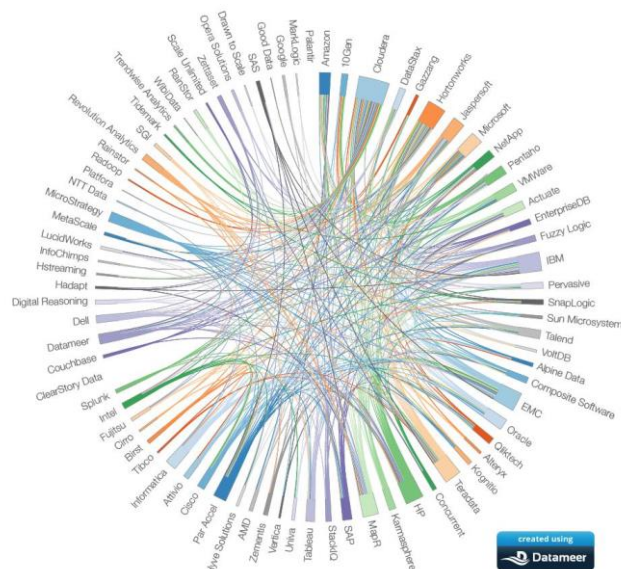 Amazon
10Gen
Cloudera
DataStax
Gazzang
Hortonworks
Jaspersoft
Microsoft
NetApp
Pentaho
VMWare
Actuate
EnterpriseDB
Fuzzy Logic
IBM
Pervasive
SnapLogic
Sun Microsystem
Talend
VoltDB
Alpine Data
Composite Software
EMC
Oracle
Qliktech
Alteryx
Kognitio
Teradata
Concurrent
HP
Karmasphere
MapR
SAP
StackIQ
Tableau
Univa
Vertica
Zementis
AMD
lyve Solutions
Par Accel
Cisco
Attivio
Informatica
Tibco
Birst
Cirro
Fujitsu
Intel
Splunk
ClearStory Data
Couchbase
Datameer
Dell
Digital Reasoning
Hadapt
Hstreaming
InfoChimps
LucidWorks
MetaScale
MicroStrategy
NTT Data
Platfora
Radoop
Rainstor
Revolution Analytics
SGI
Tidemark
Trendwise Analytics
WibiData
RainStor
Scale Unlimited
Zettaset
Opera Solutions
Drawn to Scale
SAS
Good Data
Google
MarkLogic
Palantir
created using
Datameer